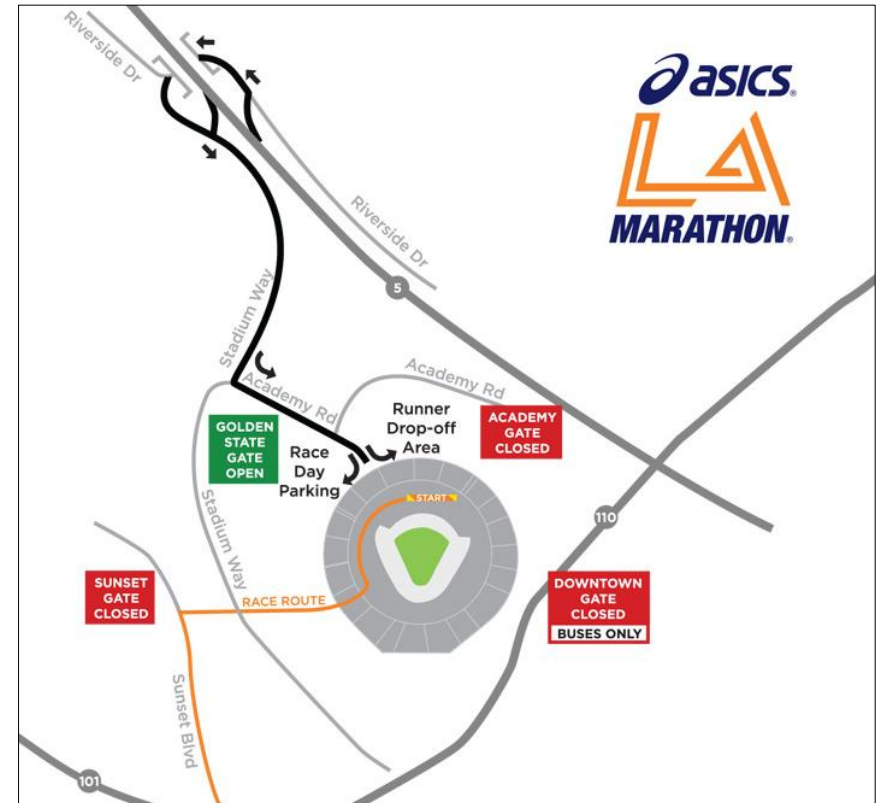 Riverside Dr
asics®
LA
MARATHON®
Riverside Dr
5
Stadium Way
Academy Rd
Academy Rd
Runner
Drop-off
Area
ACADEMY
GATE
CLOSED
GOLDEN
STATE
GATE
OPEN
Race
Day
Parking
START
Stadium Way
110
SUNSET
GATE
CLOSED
RACE ROUTE
DOWNTOWN
GATE
CLOSED
BUSES ONLY
Sunset Blvd
101